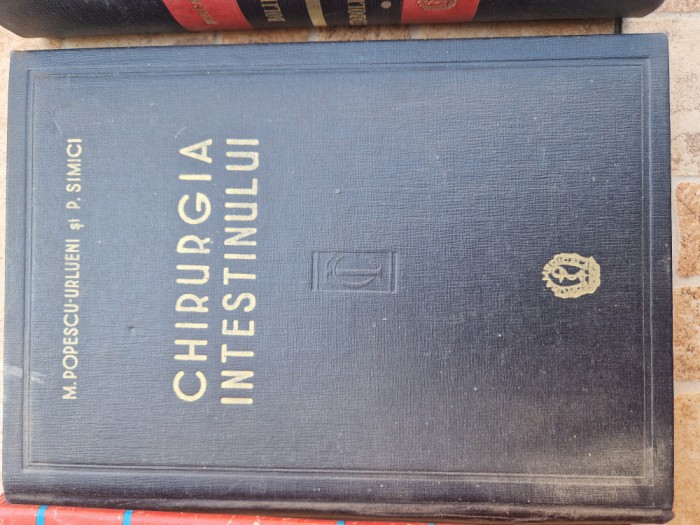 M. POPESCU-URLUENI ȘI P. SIMICI
CHIRURGIA
INTESTINULUI